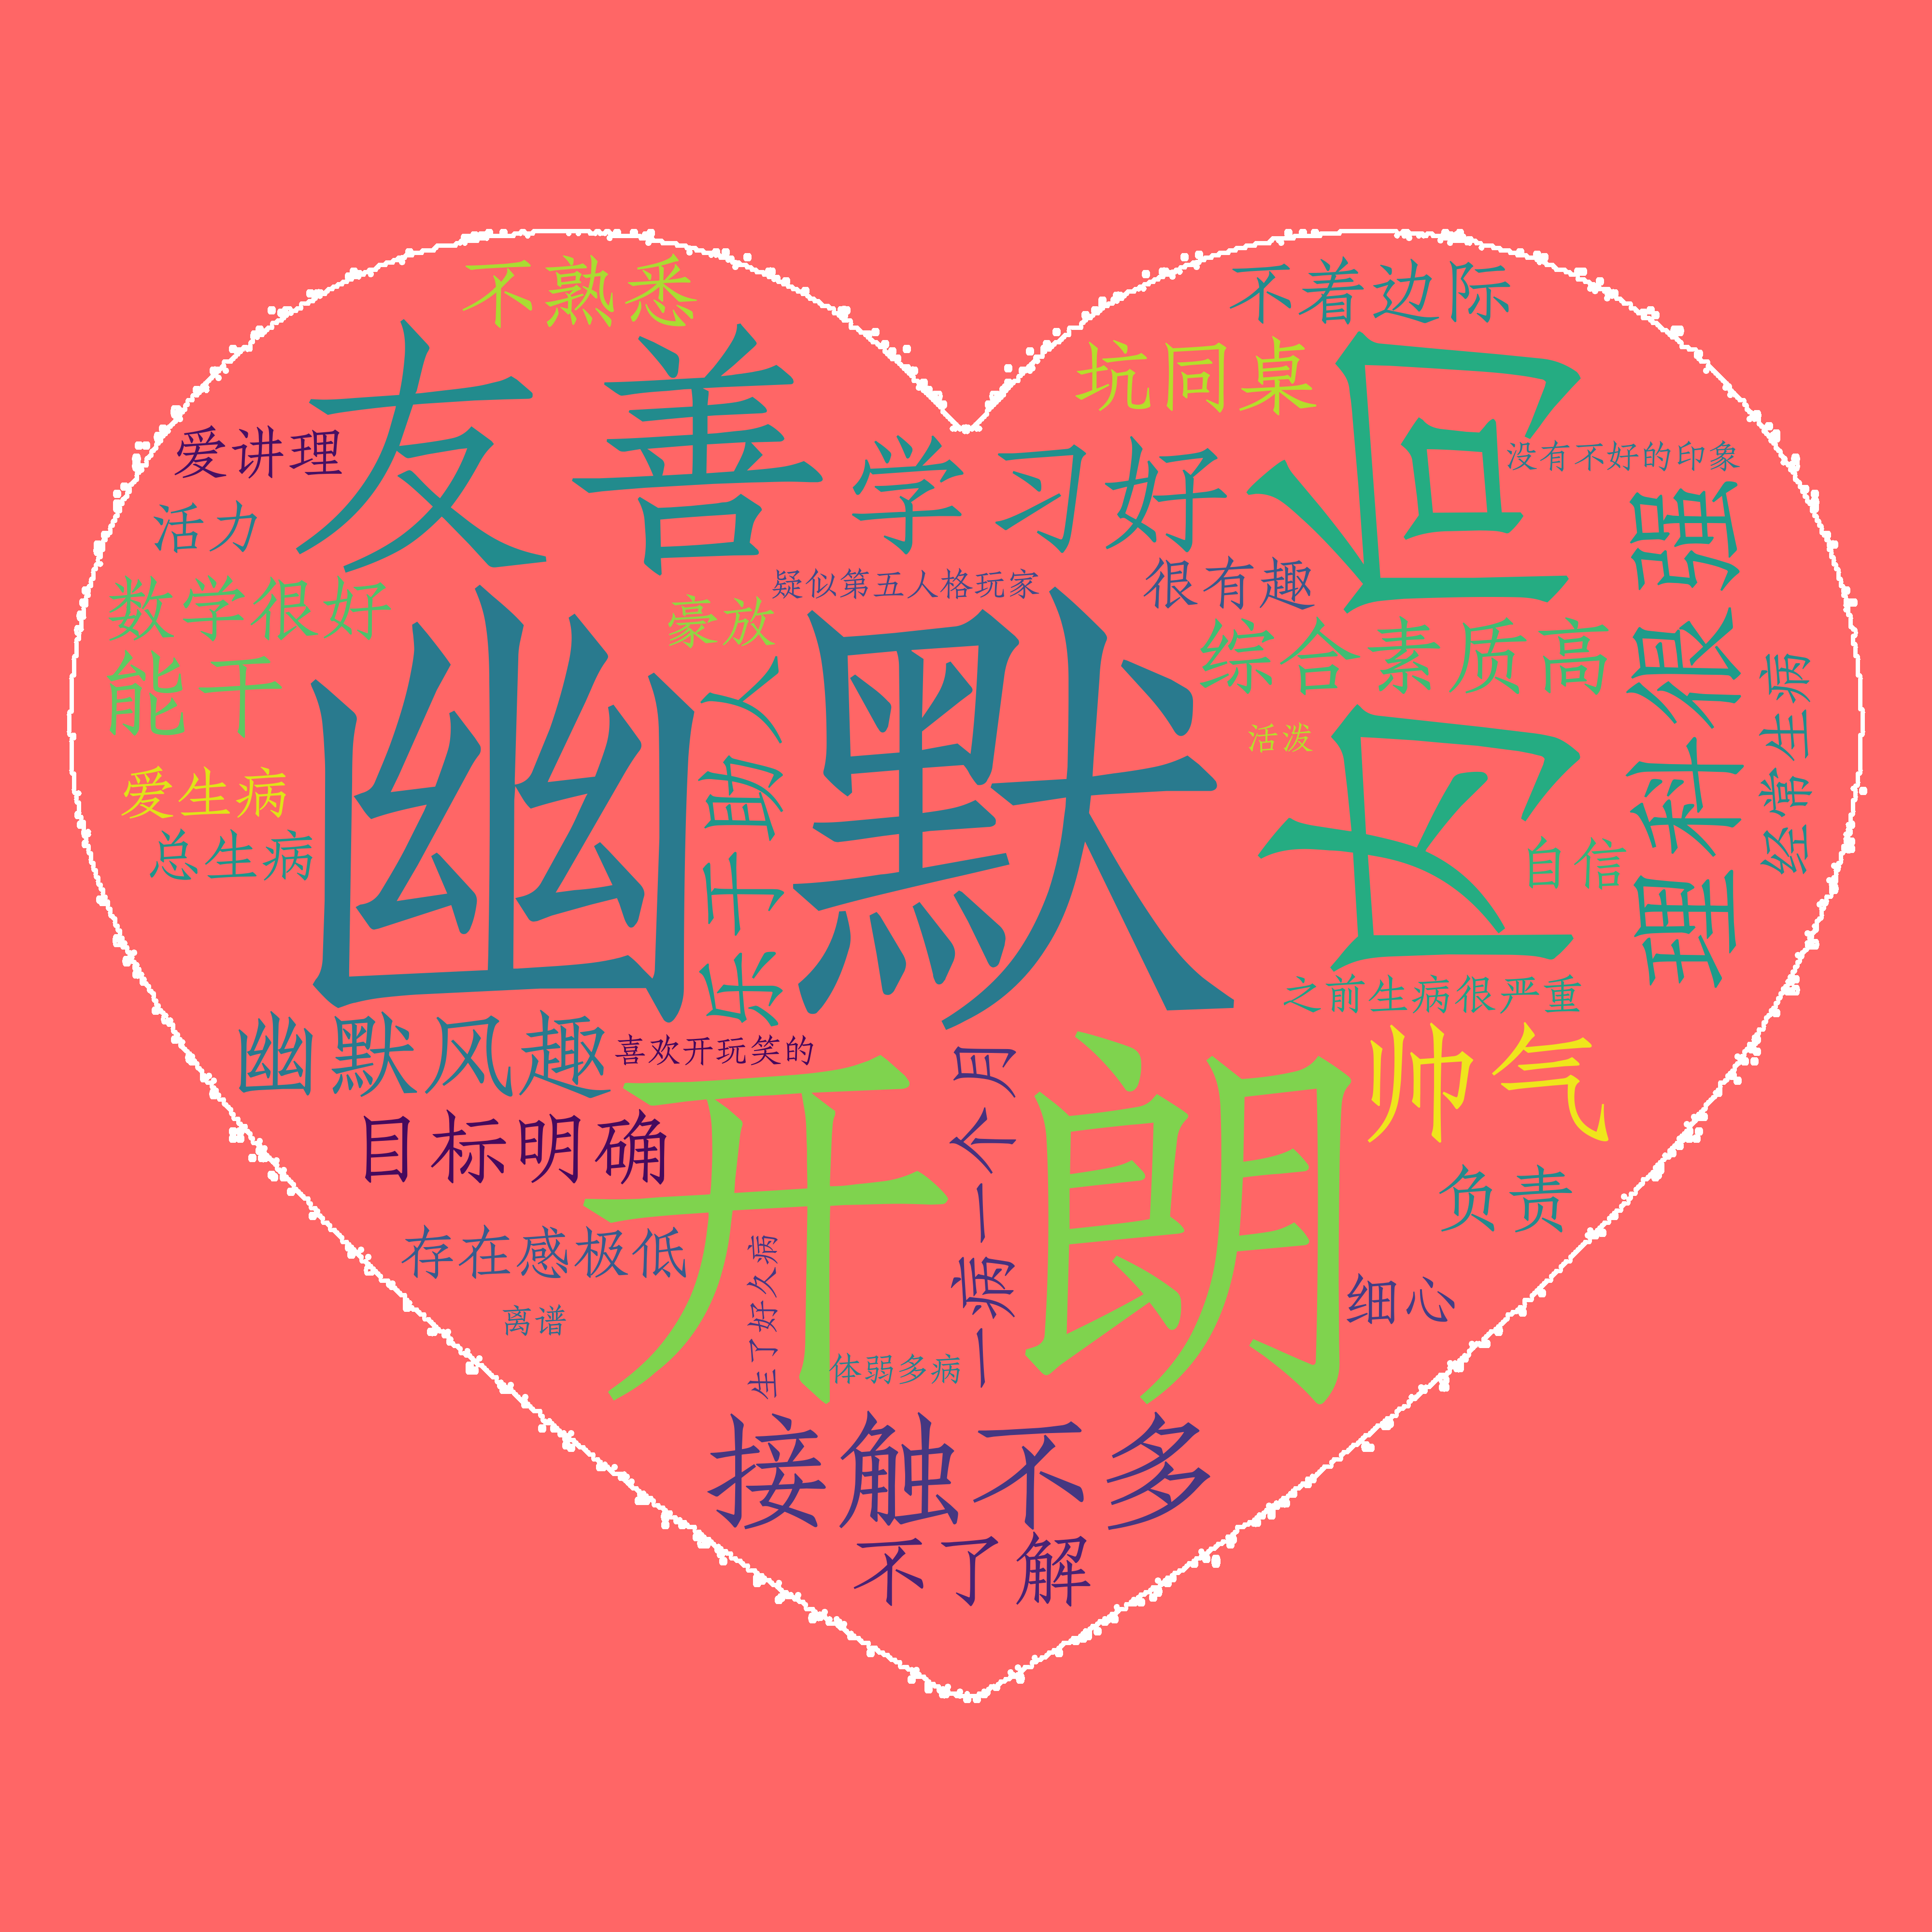 不熟悉
不着边际
坑同桌
友善
内向
爱讲理
学习好
没有不好的印象
活力
理科很强
疑似第五人格玩家
很有趣
数学很好
豪放
综合素质高
能干
幽默
乐于助人
活泼
经常生病
爱生病
总生病
自信
之前生病很严重
幽默风趣
喜欢开玩笑的
帅气
开朗
一病一个月
目标明确
负责
存在感极低
生了好久病
细心
离谱
体弱多病
接触不多
不了解